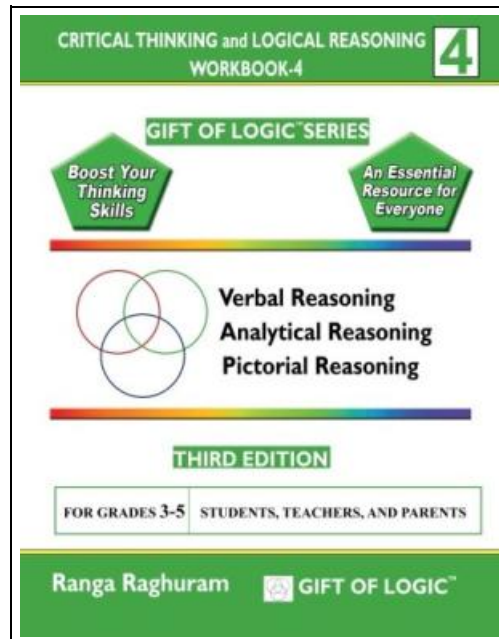 CRITICAL THINKING and LOGICAL REASONING
WORKBOOK-4
4
GIFT OF LOGIC™SERIES
Boost Your
Thinking
Skills
An Essential
Resource for
Everyone
Verbal Reasoning
Analytical Reasoning
Pictorial Reasoning
THIRD EDITION
FOR GRADES 3-5 STUDENTS, TEACHERS, AND PARENTS
Ranga Raghuram GIFT OF LOGIC™